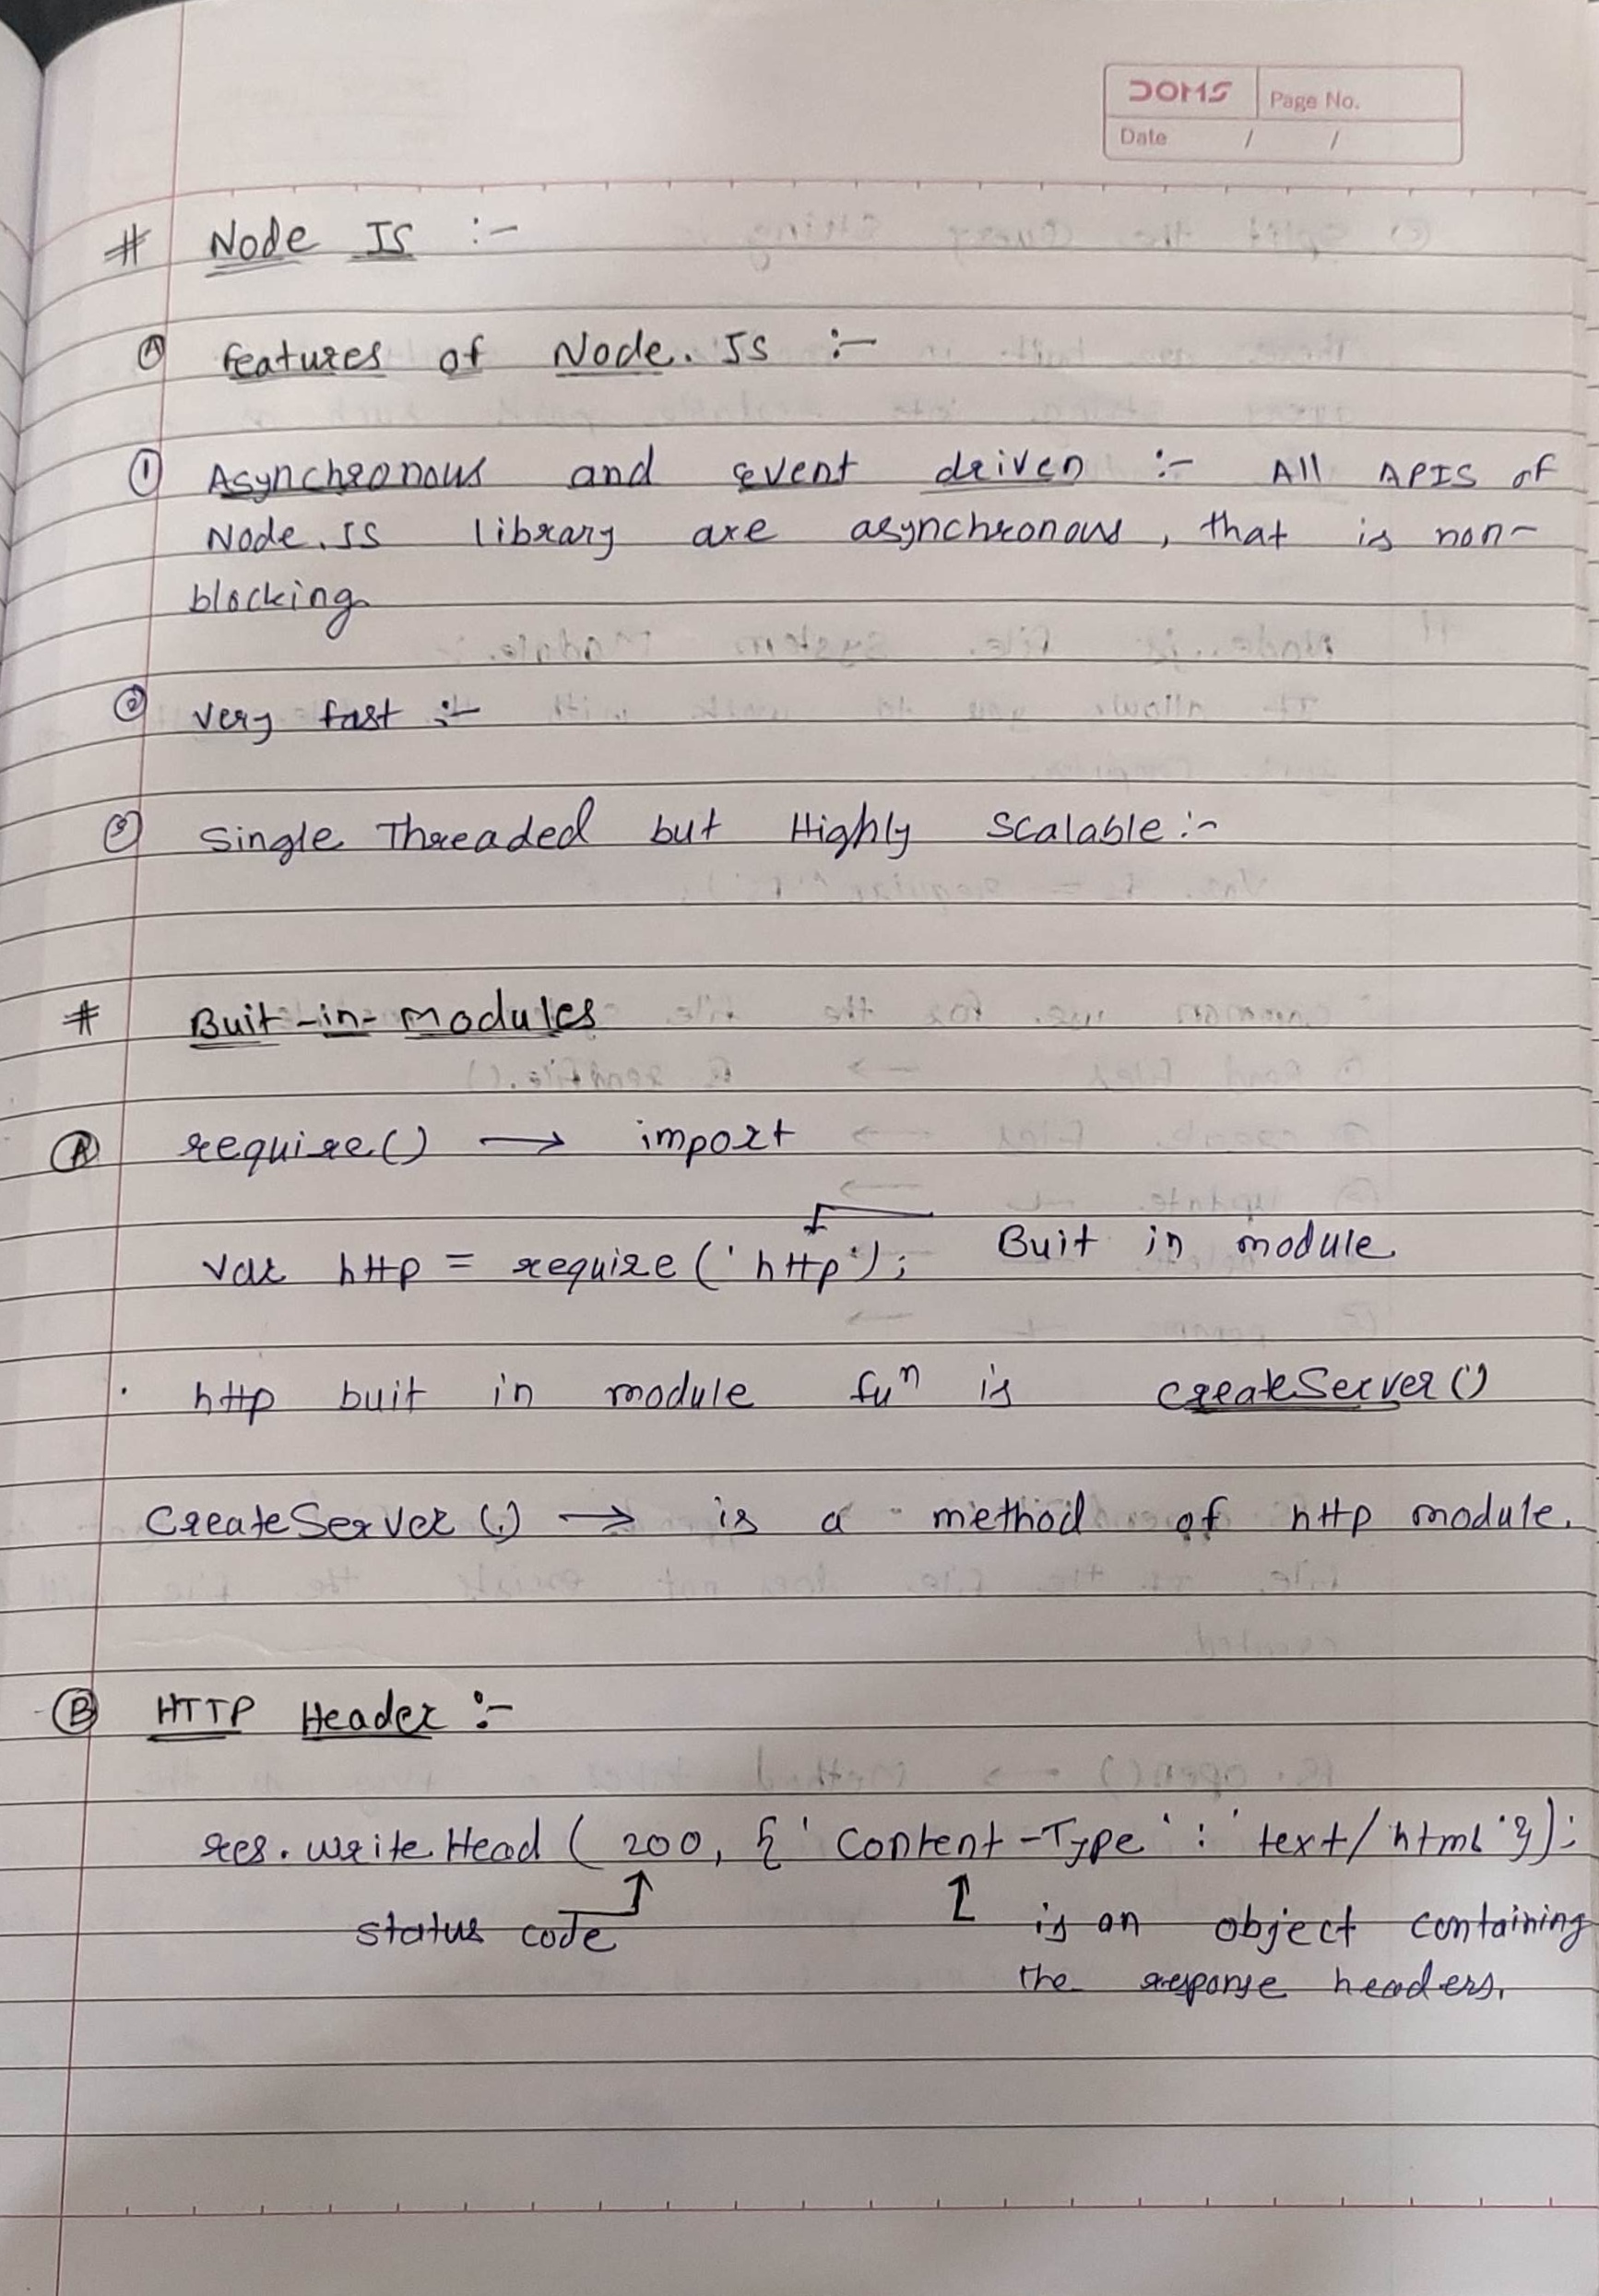 DOMS Page No.
Date / /
# Node JS :-
Ⓐ features of Node. JS :-
① Asynchronous and event driven :- All APIS of
Node.JS library are asynchronous, that is non-
blocking
② very fast :-
③ Single Threaded but Highly Scalable :-
# Buit-in-modules
Ⓐ require() → import
var http = require('http'); Buit in module
. http buit in module fuⁿ is createServer()
CreateServer() → is a method of http module.
Ⓑ HTTP Header :-
res.writeHead(200, {'Content-Type' : 'text/html'});
status code is an object containing
the response headers.